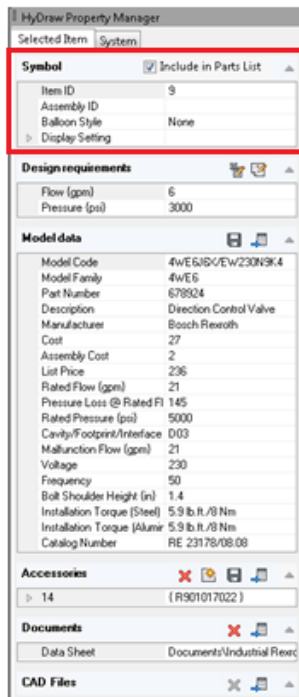 HyDraw Property Manager
Selected Item System
Symbol Include in Parts List
Item ID 9
Assembly ID
Balloon Style None
Display Setting
Design requirements
Flow (gpm) 6
Pressure (psi) 3000
Model data
Model Code 4WE6J6X/EW230N9K4
Model Family 4WE6
Part Number 678924
Description Direction Control Valve
Manufacturer Bosch Rexroth
Cost 27
Assembly Cost 2
List Price 236
Rated Flow (gpm) 21
Pressure Loss @ Rated Fl 145
Rated Pressure (psi) 5000
Cavity/Footprint/Interface D03
Malfunction Flow (gpm) 21
Voltage 230
Frequency 50
Bolt Shoulder Height (in) 1.4
Installation Torque (Steel) 5.9 lb.ft./8 Nm
Installation Torque (Alumir 5.9 lb.ft./8 Nm
Catalog Number RE 23178/08.08
Accessories
14 (R901017022)
Documents
Data Sheet Documents\Industrial Rexro
CAD Files